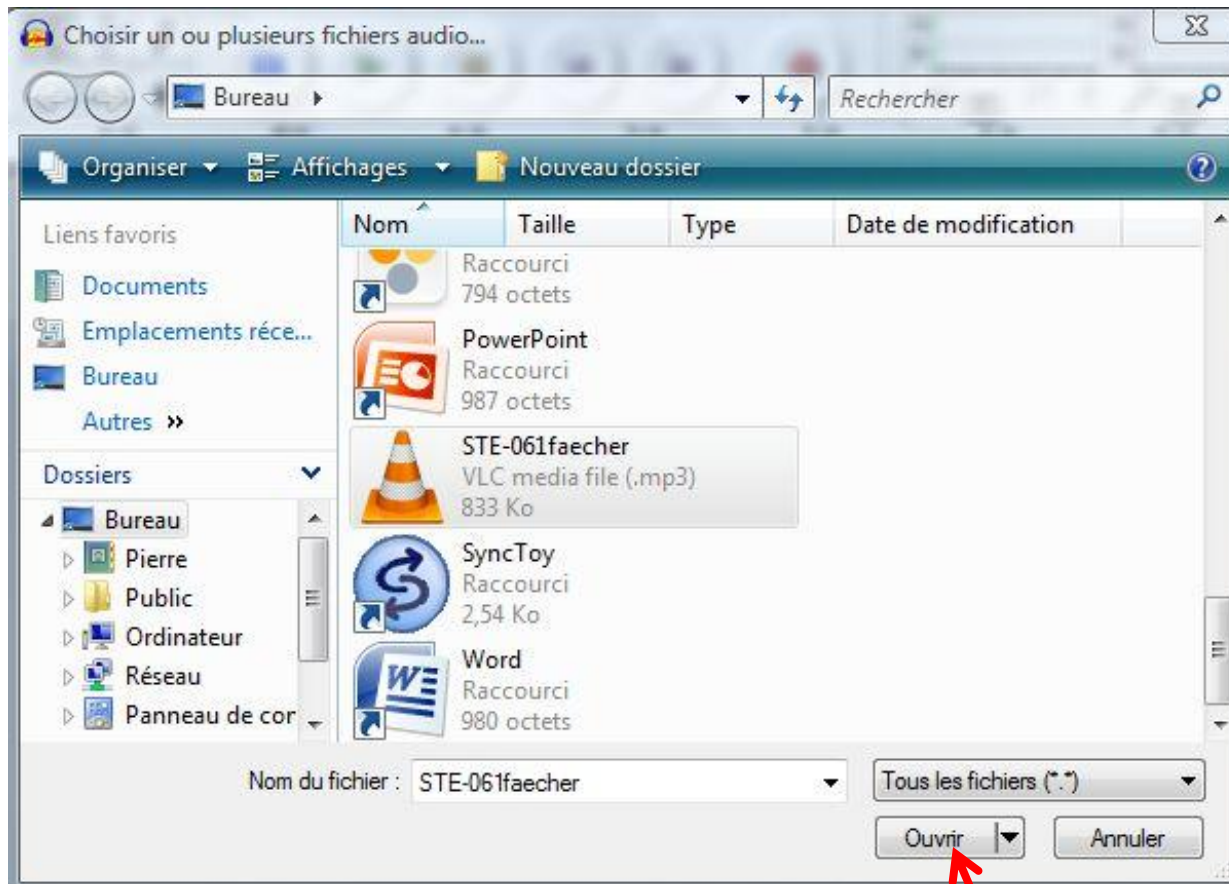 Choisir un ou plusieurs fichiers audio...
Bureau
Rechercher
Organiser
Affichages
Nouveau dossier
Liens favoris
Documents
Emplacements réce...
Bureau
Autres »
Dossiers
Bureau
Pierre
Public
Ordinateur
Réseau
Panneau de cor
Nom Taille Type Date de modification
Raccourci
794 octets
PowerPoint
Raccourci
987 octets
STE-061faecher
VLC media file (.mp3)
833 Ko
SyncToy
Raccourci
2,54 Ko
Word
Raccourci
980 octets
Nom du fichier : STE-061faecher
Tous les fichiers (*.*)
Ouvrir
Annuler